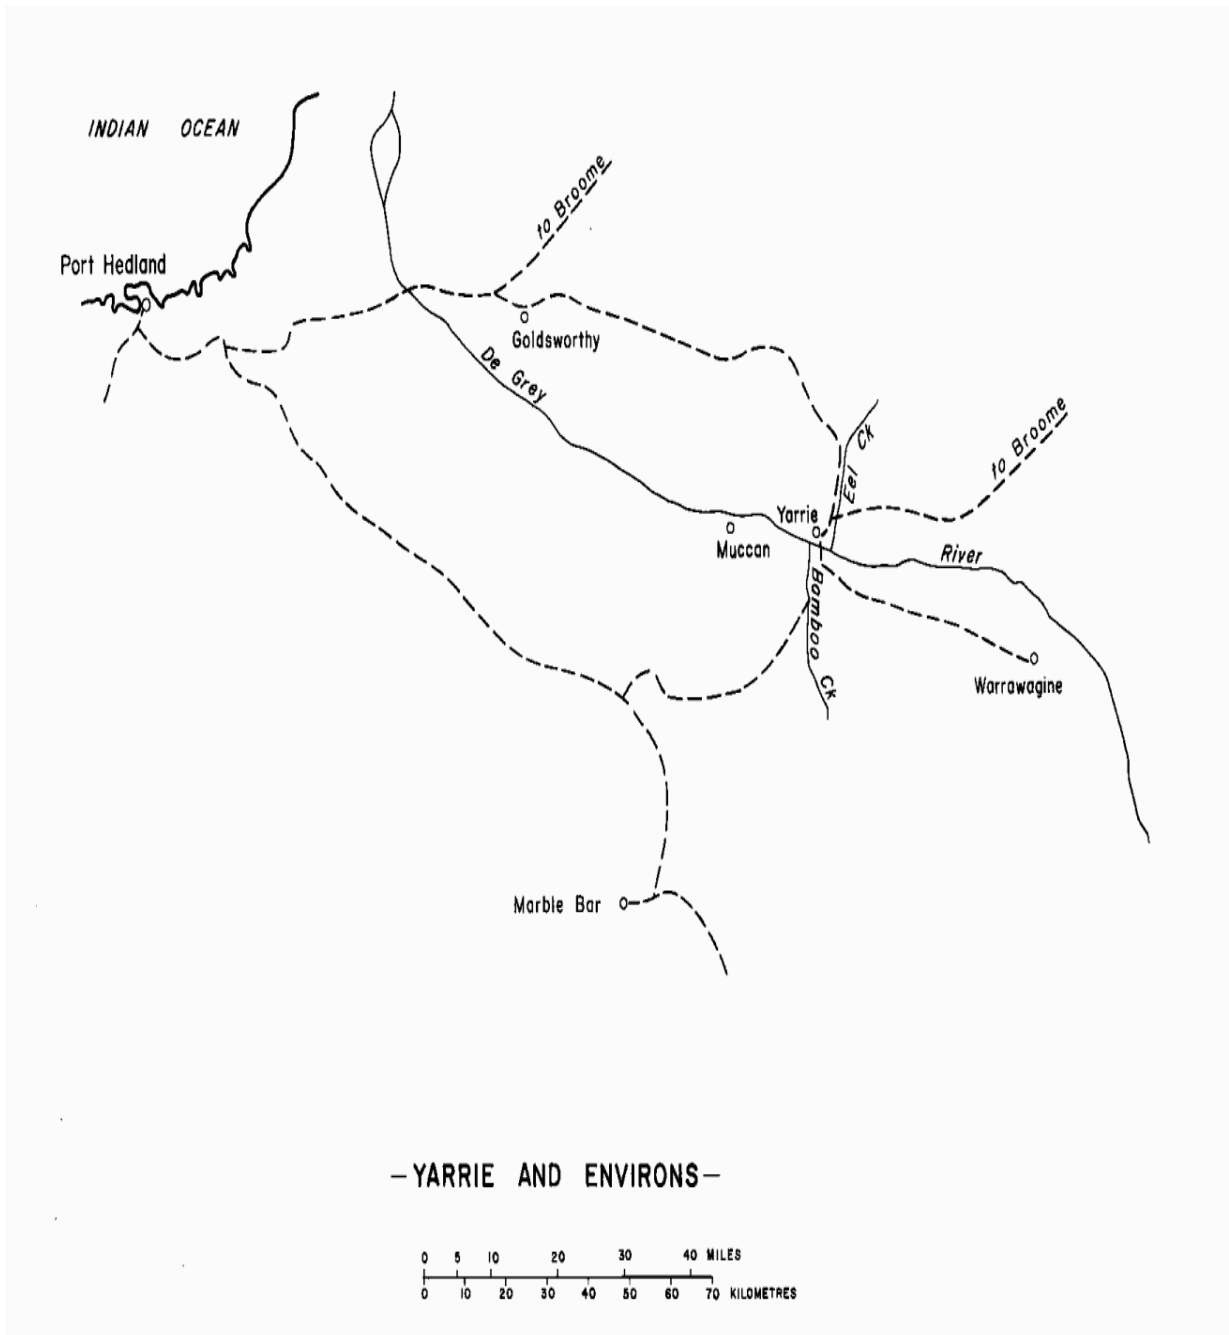 INDIAN OCEAN
to Broome
Port Hedland
Goldsworthy
De Grey
to Broome
Eel Ck
Yarrie
Muccan
River
Bamboo Ck
Warrawagine
Marble Bar
- YARRIE AND ENVIRONS -
0 5 10 20 30 40 MILES
0 10 20 30 40 50 60 70 KILOMETRES